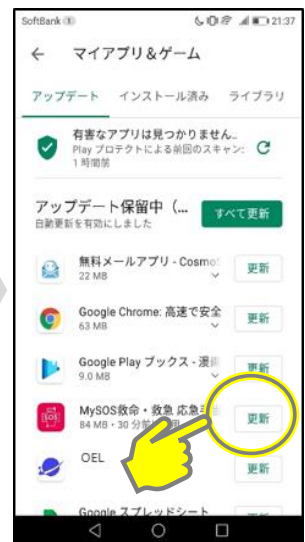 SoftBank 21:37
マイアプリ&ゲーム
アップデート インストール済み ライブラリ
有害なアプリは見つかりません..
Play プロテクトによる前回のスキャン:
1 時間前
アップデート保留中（... すべて更新
自動更新を有効にしました
無料メールアプリ - Cosmo
22 MB
更新
Google Chrome: 高速で安全
63 MB
更新
Google Play ブックス - 漫画
9.0 MB
更新
MySOS救命・救急 応急手当
84 MB・30 分前
更新
OEL
更新
Google スプレッドシート